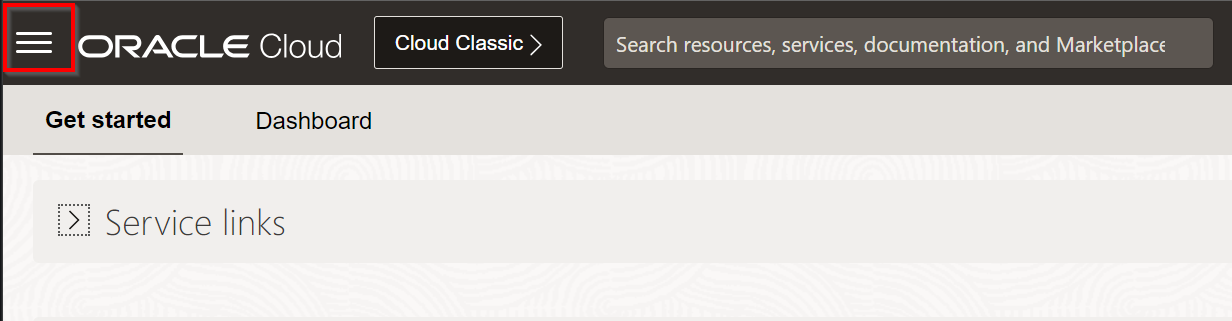 ORACLE Cloud
Cloud Classic
Search resources, services, documentation, and Marketplace
Get started
Dashboard
Service links